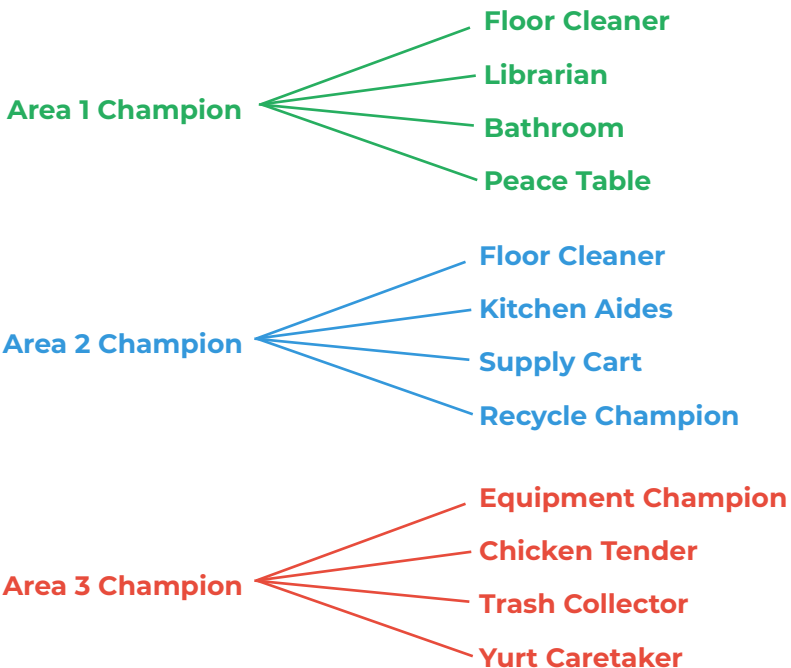 Area 1 Champion
Floor Cleaner
Librarian
Bathroom
Peace Table
Area 2 Champion
Floor Cleaner
Kitchen Aides
Supply Cart
Recycle Champion
Area 3 Champion
Equipment Champion
Chicken Tender
Trash Collector
Yurt Caretaker